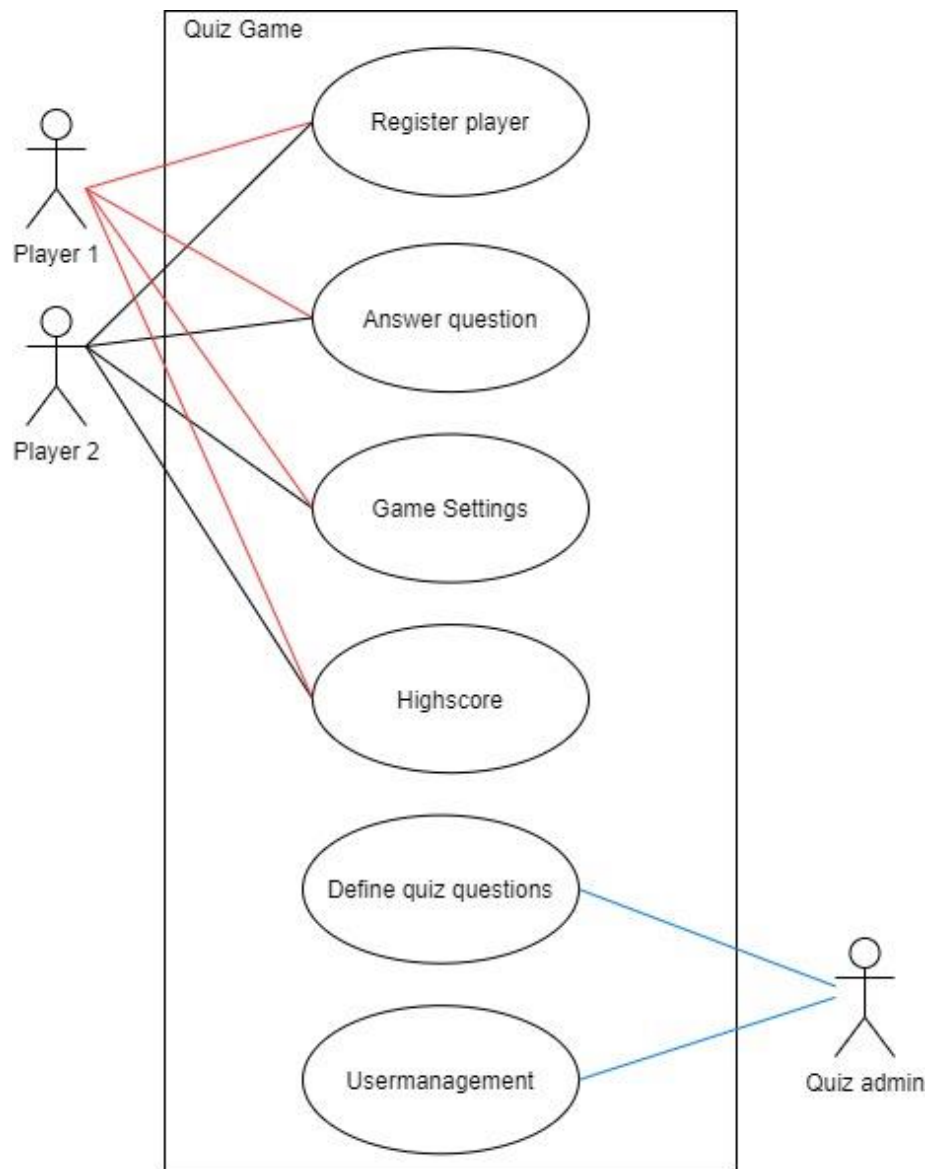 Quiz Game
Register player
Player 1
Answer question
Player 2
Game Settings
Highscore
Define quiz questions
Usermanagement
Quiz admin